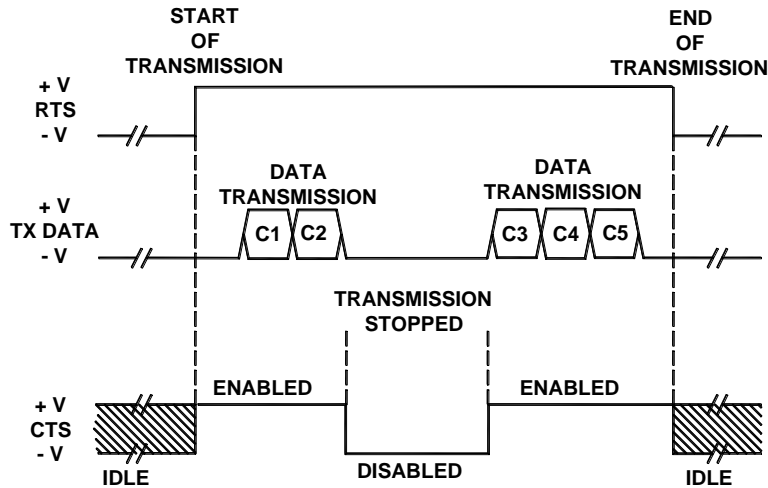 START
OF
TRANSMISSION
END
OF
TRANSMISSION
+ V
RTS
- V
DATA
TRANSMISSION
DATA
TRANSMISSION
+ V
TX DATA
- V
C1
C2
C3
C4
C5
TRANSMISSION
STOPPED
ENABLED
ENABLED
+ V
CTS
- V
DISABLED
IDLE
IDLE